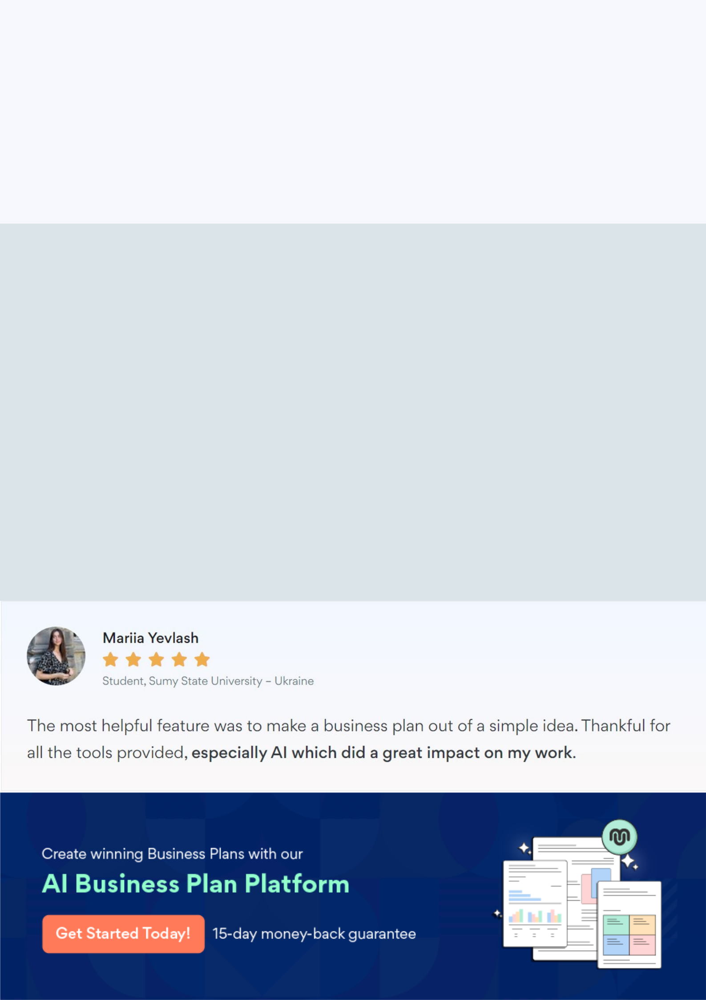 Mariia Yevlash
Student, Sumy State University – Ukraine
The most helpful feature was to make a business plan out of a simple idea. Thankful for
all the tools provided, especially AI which did a great impact on my work.
Create winning Business Plans with our
AI Business Plan Platform
Get Started Today! 15-day money-back guarantee